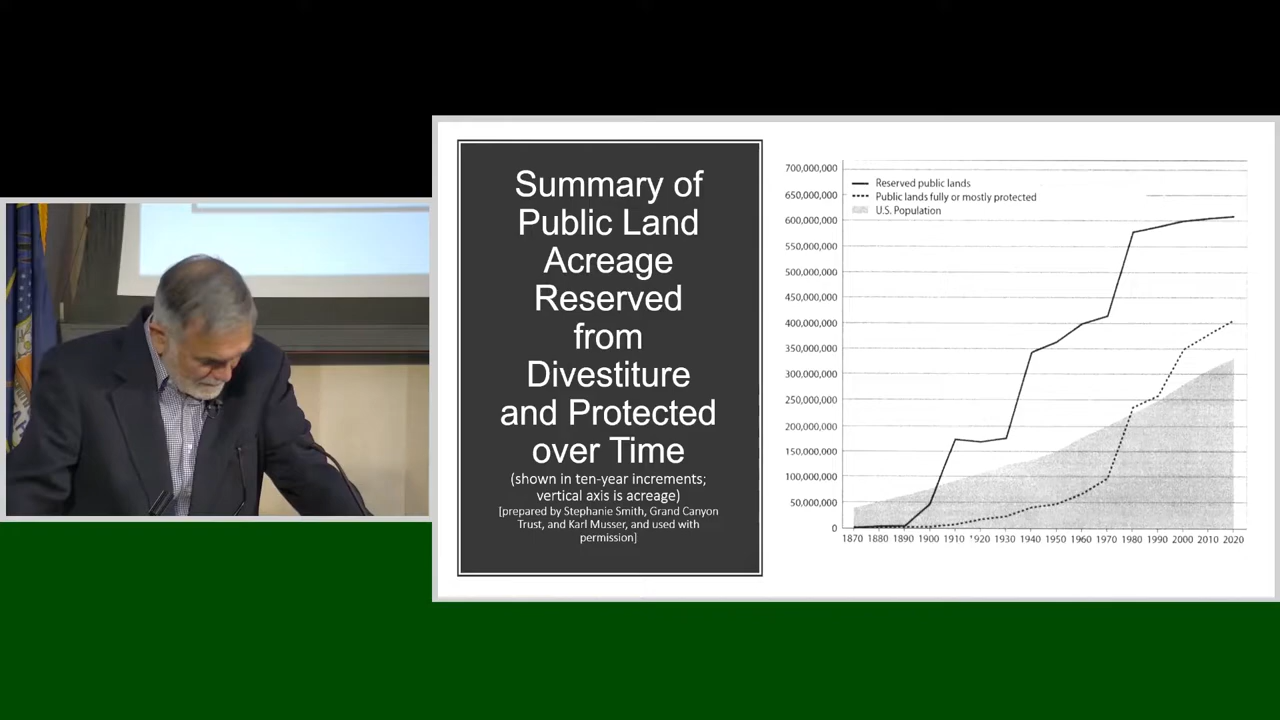 Summary of
Public Land
Acreage
Reserved
from
Divestiture
and Protected
over Time
(shown in ten-year increments;
vertical axis is acreage)
[prepared by Stephanie Smith, Grand Canyon
Trust, and Karl Musser, and used with
permission]
700,000,000
650,000,000
600,000,000
550,000,000
500,000,000
450,000,000
400,000,000
350,000,000
300,000,000
250,000,000
200,000,000
150,000,000
100,000,000
50,000,000
0
Reserved public lands
Public lands fully or mostly protected
U.S. Population
1870 1880 1890 1900 1910 1920 1930 1940 1950 1960 1970 1980 1990 2000 2010 2020